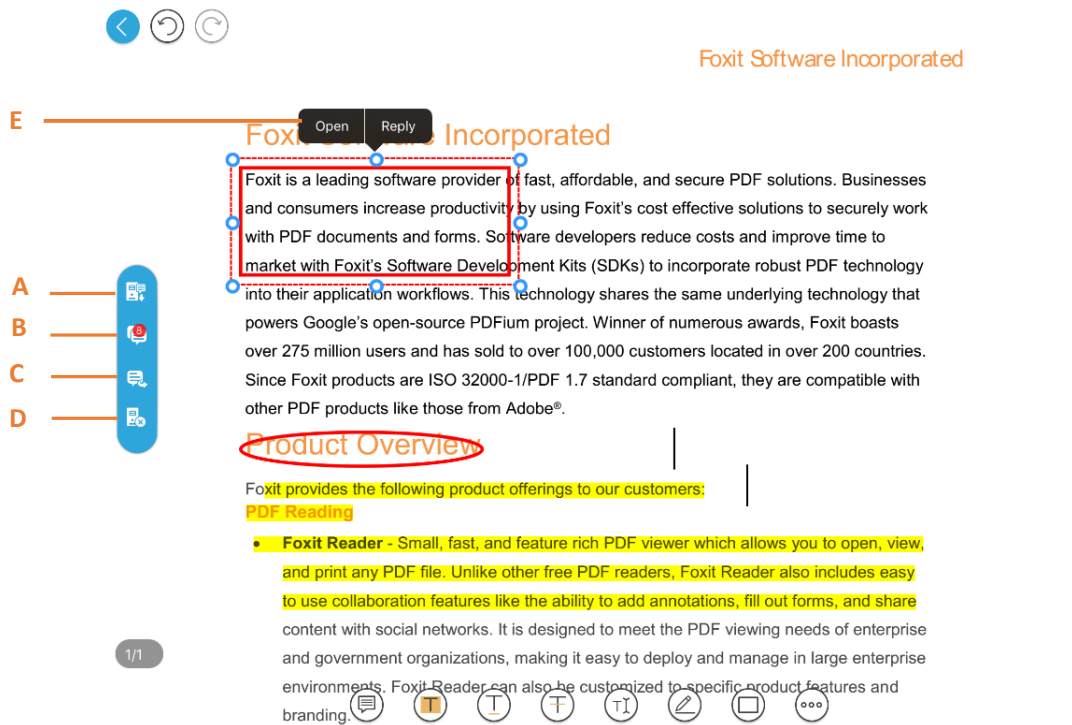 Foxit Software Incorporated
E
Open Reply
Foxit Software Incorporated
Foxit is a leading software provider of fast, affordable, and secure PDF solutions. Businesses
and consumers increase productivity by using Foxit's cost effective solutions to securely work
with PDF documents and forms. Software developers reduce costs and improve time to
market with Foxit's Software Development Kits (SDKs) to incorporate robust PDF technology
into their application workflows. This technology shares the same underlying technology that
powers Google's open-source PDFium project. Winner of numerous awards, Foxit boasts
over 275 million users and has sold to over 100,000 customers located in over 200 countries.
Since Foxit products are ISO 32000-1/PDF 1.7 standard compliant, they are compatible with
other PDF products like those from Adobe®.
A
B
8
C
D
Product Overview
Foxit provides the following product offerings to our customers:
PDF Reading
• Foxit Reader - Small, fast, and feature rich PDF viewer which allows you to open, view,
and print any PDF file. Unlike other free PDF readers, Foxit Reader also includes easy
to use collaboration features like the ability to add annotations, fill out forms, and share
content with social networks. It is designed to meet the PDF viewing needs of enterprise
and government organizations, making it easy to deploy and manage in large enterprise
environments. Foxit Reader can also be customized to specific product features and
branding.
1/1
T T T T